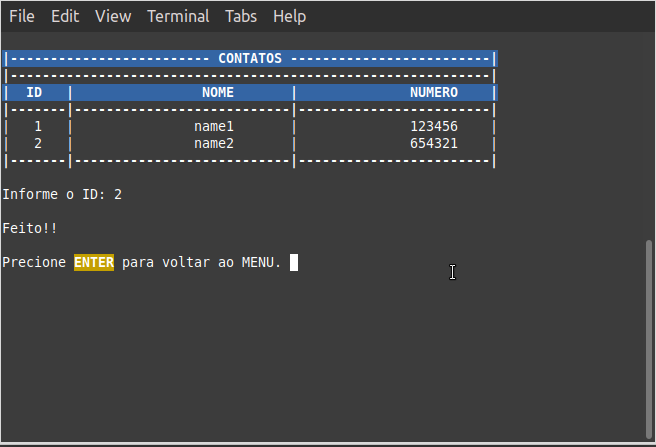 File Edit View Terminal Tabs Help
|------------------------- CONTATOS -------------------------|
|------------------------------------------------------------|
| ID | NOME | NUMERO |
|-------|---------------------------|------------------------|
| 1 | name1 | 123456 |
| 2 | name2 | 654321 |
|-------|---------------------------|------------------------|
Informe o ID: 2
Feito!!
Precione ENTER para voltar ao MENU.